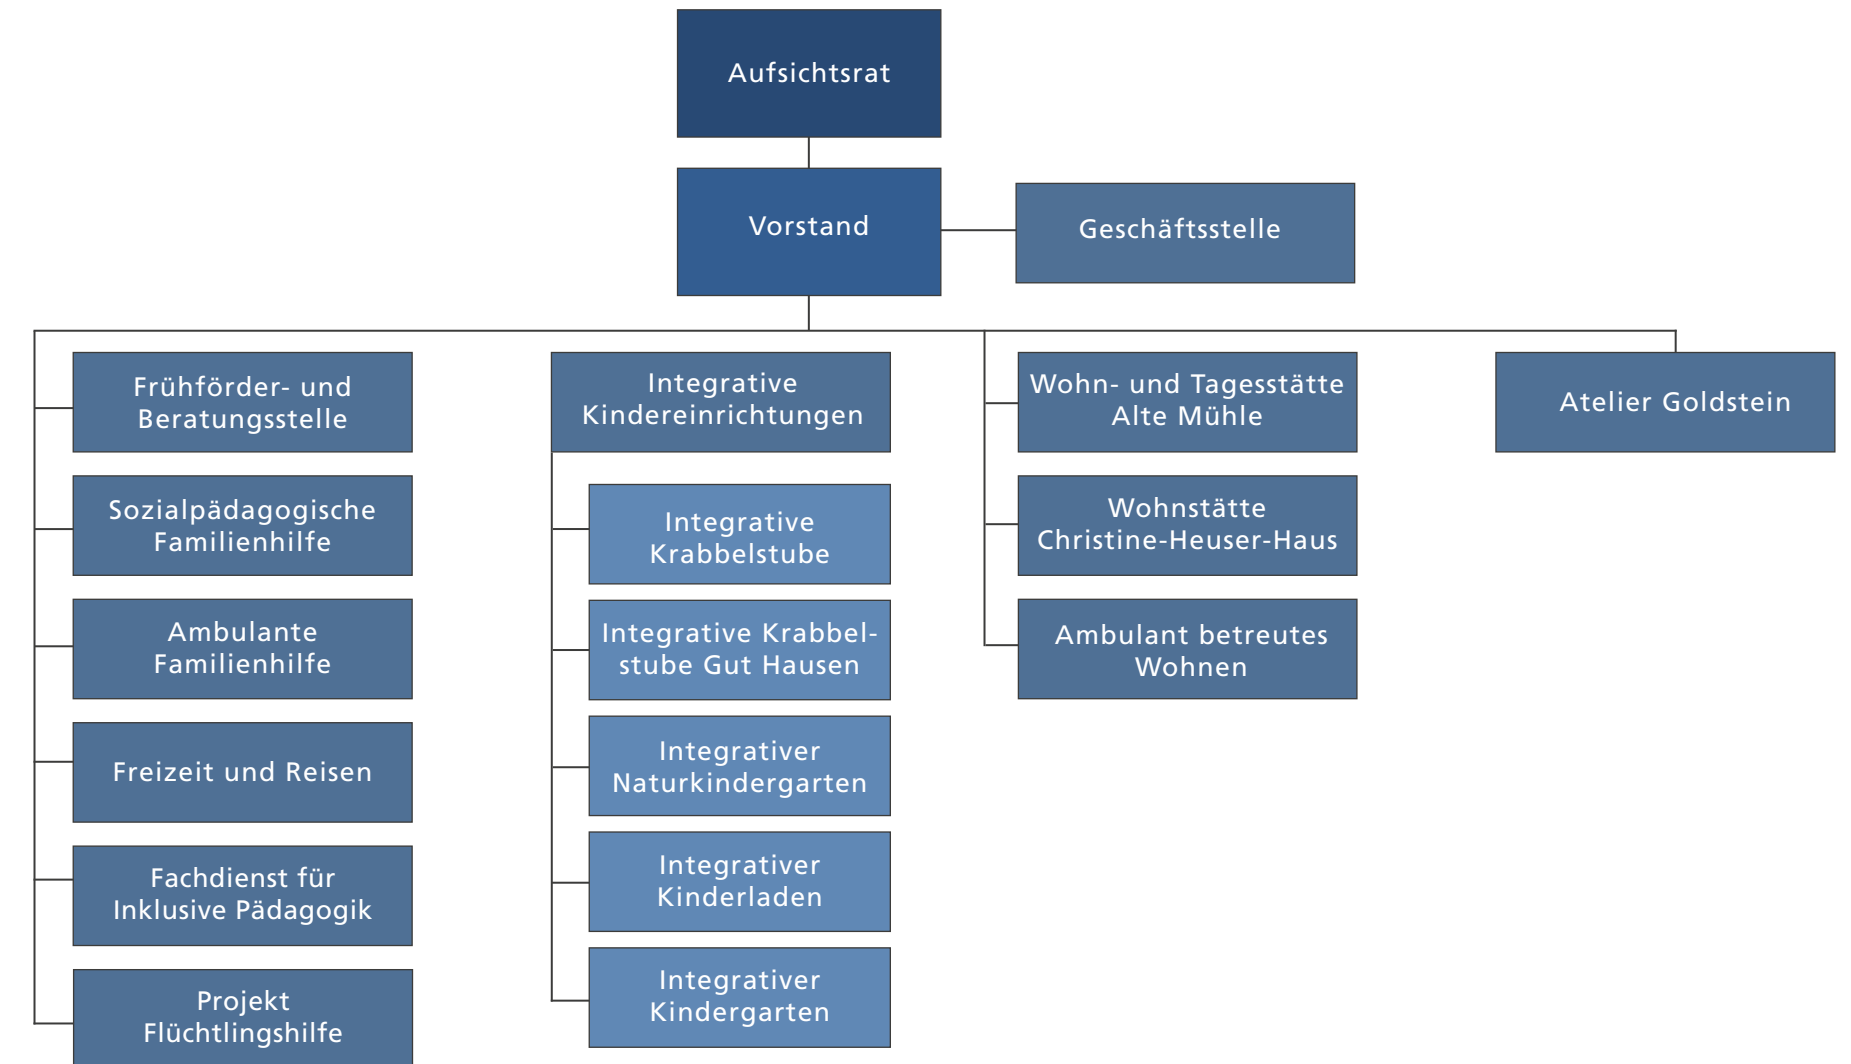 Aufsichtsrat
Vorstand
Geschäftsstelle
Frühförder- und
Beratungsstelle
Sozialpädagogische
Familienhilfe
Ambulante
Familienhilfe
Freizeit und Reisen
Fachdienst für
Inklusive Pädagogik
Projekt
Flüchtlingshilfe
Integrative
Kindereinrichtungen
Integrative
Krabbelstube
Integrative Krabbel-
stube Gut Hausen
Integrativer
Naturkindergarten
Integrativer
Kinderladen
Integrativer
Kindergarten
Wohn- und Tagesstätte
Alte Mühle
Wohnstätte
Christine-Heuser-Haus
Ambulant betreutes
Wohnen
Atelier Goldstein